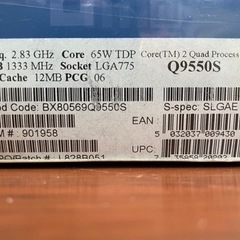 q. 2.83 GHz Core 65W TDP Core(TM) 2 Quad Process
B 1333 MHz Socket LGA775 Q9550S
Cache 12MB PCG 06
od Code: BX80569Q9550S S-spec: SLGAE
M # : 901958 EAN :
5 032037 009430
UPC :